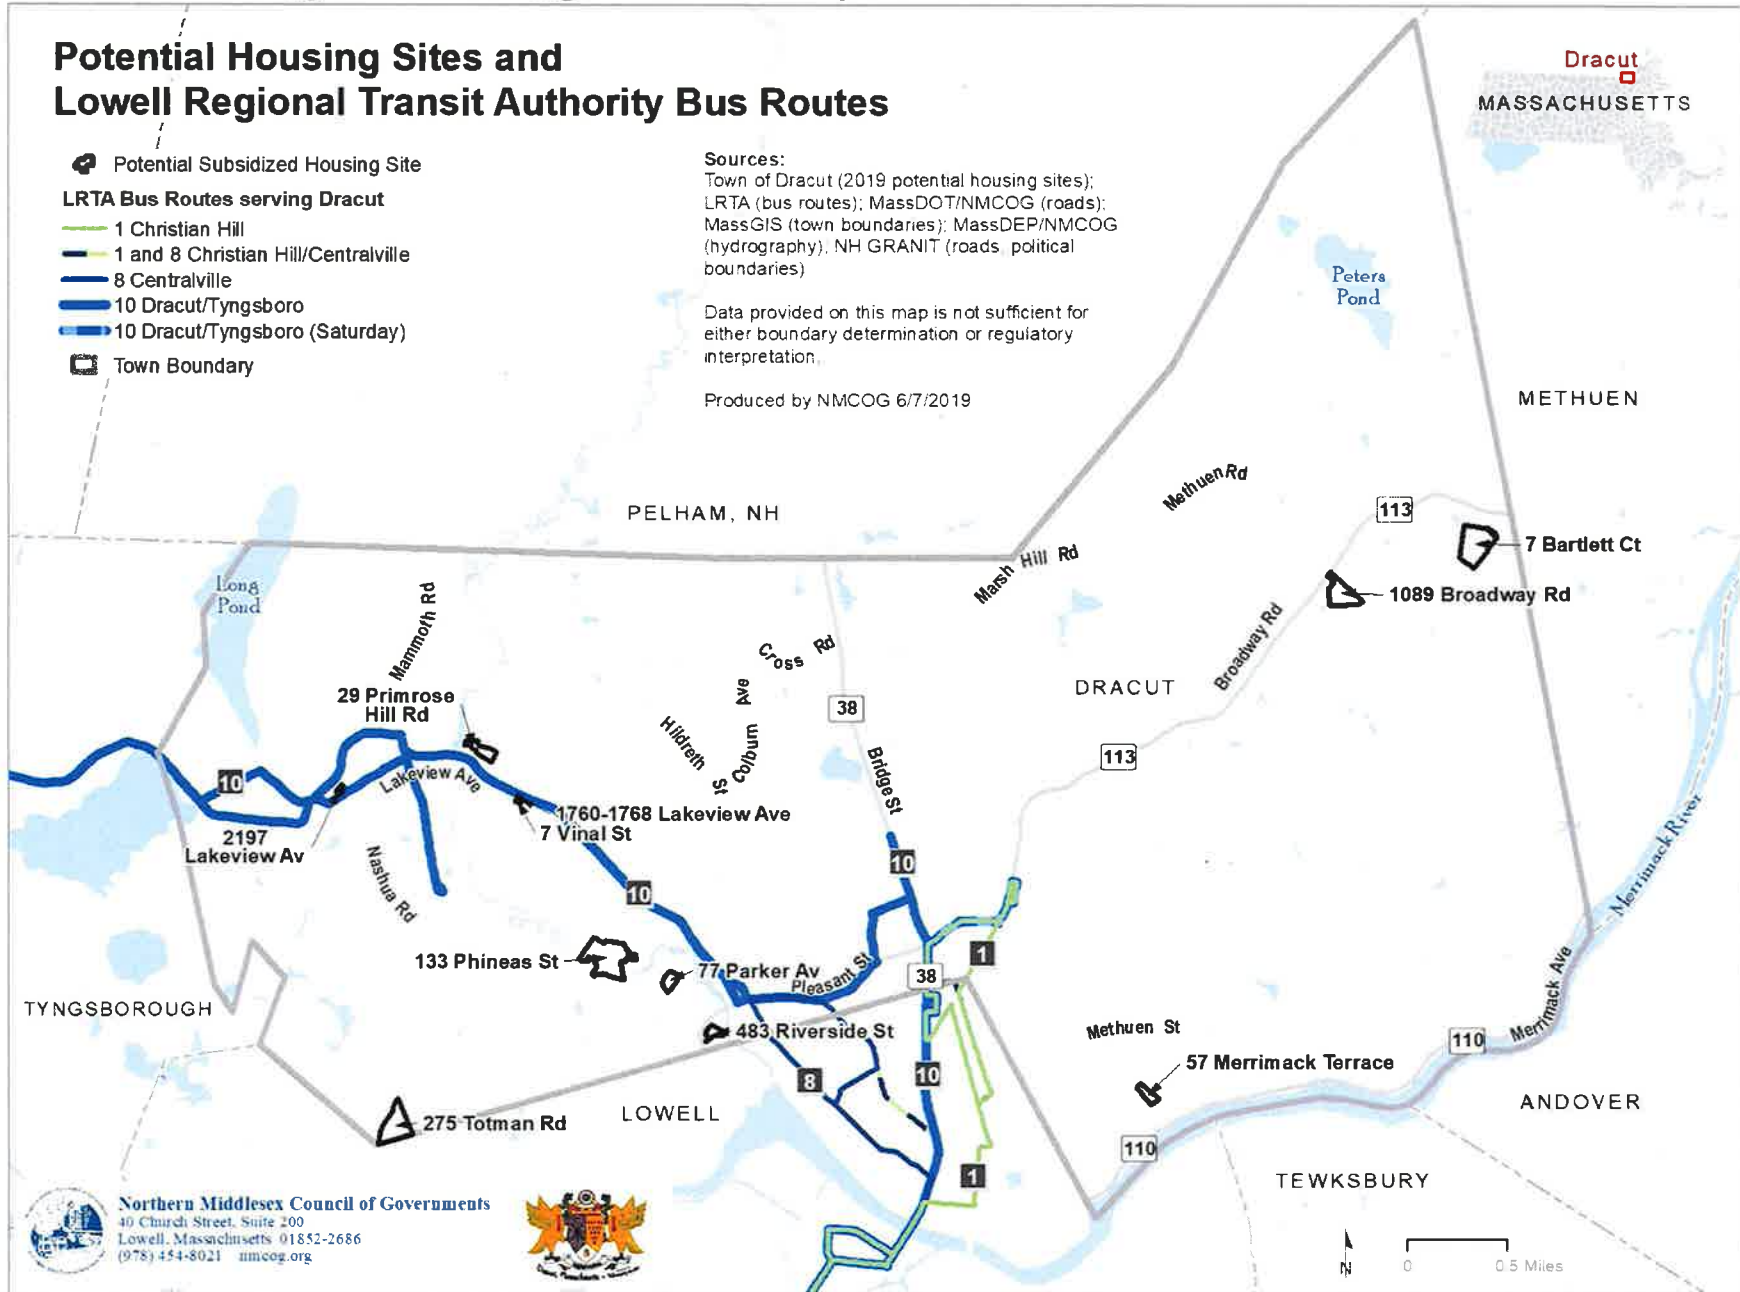 Potential Housing Sites and
Lowell Regional Transit Authority Bus Routes
Potential Subsidized Housing Site
LRTA Bus Routes serving Dracut
1 Christian Hill
1 and 8 Christian Hill/Centralville
8 Centralville
10 Dracut/Tyngsboro
10 Dracut/Tyngsboro (Saturday)
Town Boundary
Sources:
Town of Dracut (2019 potential housing sites);
LRTA (bus routes); MassDOT/NMCOG (roads);
MassGIS (town boundaries); MassDEP/NMCOG
(hydrography), NH GRANIT (roads, political
boundaries)
Data provided on this map is not sufficient for
either boundary determination or regulatory
interpretation.
Produced by NMCOG 6/7/2019
Dracut
MASSACHUSETTS
Peters
Pond
METHUEN
PELHAM, NH
Methuen Rd
113
7 Bartlett Ct
Marsh Hill Rd
1089 Broadway Rd
Long
Pond
Mammoth Rd
Cross Rd
Broadway Rd
DRACUT
29 Primrose
Hill Rd
Hildreth St
Colburn Ave
38
113
Bridge St
10
Lakeview Ave
1760-1768 Lakeview Ave
7 Vinal St
2197
Lakeview Av
Nashua Rd
10
10
Merrimack River
133 Phineas St
77 Parker Av
Pleasant St
38
1
TYNGSBOROUGH
483 Riverside St
Methuen St
Merrimack Ave
110
57 Merrimack Terrace
8
10
LOWELL
275 Totman Rd
ANDOVER
110
1
TEWKSBURY
Northern Middlesex Council of Governments
40 Church Street, Suite 200
Lowell, Massachusetts 01852-2686
(978) 454-8021 nmcog.org
N
0 0.5 Miles